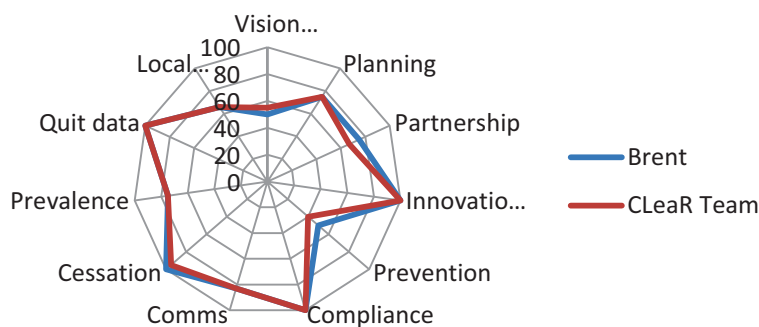 Vision...
Planning
Partnership
Innovatio...
Prevention
Compliance
Comms
Cessation
Prevalence
Quit data
Local...
100
80
60
40
20
0
Brent
CLeaR Team